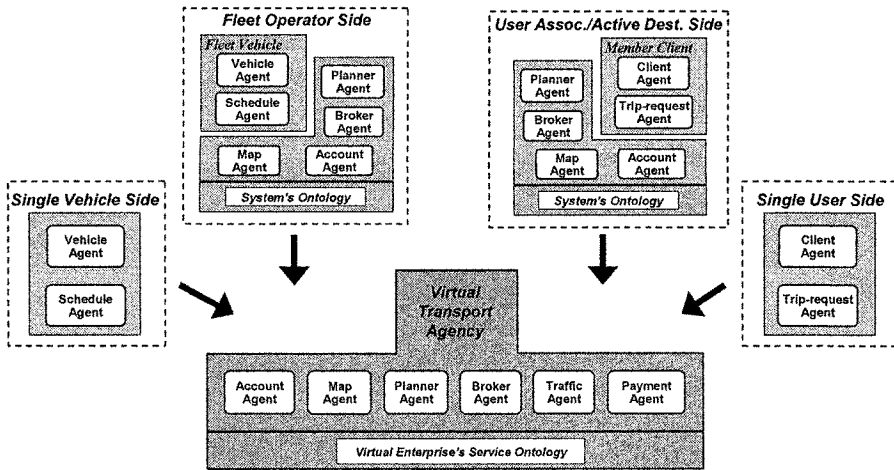 Fleet Operator Side
Fleet Vehicle
Vehicle
Agent
Schedule
Agent
Planner
Agent
Broker
Agent
Map
Agent
Account
Agent
System's Ontology
User Assoc./Active Dest. Side
Member Client
Planner
Agent
Client
Agent
Broker
Agent
Trip-request
Agent
Map
Agent
Account
Agent
System's Ontology
Single Vehicle Side
Vehicle
Agent
Schedule
Agent
Single User Side
Client
Agent
Trip-request
Agent
Virtual
Transport
Agency
Account
Agent
Map
Agent
Planner
Agent
Broker
Agent
Traffic
Agent
Payment
Agent
Virtual Enterprise's Service Ontology